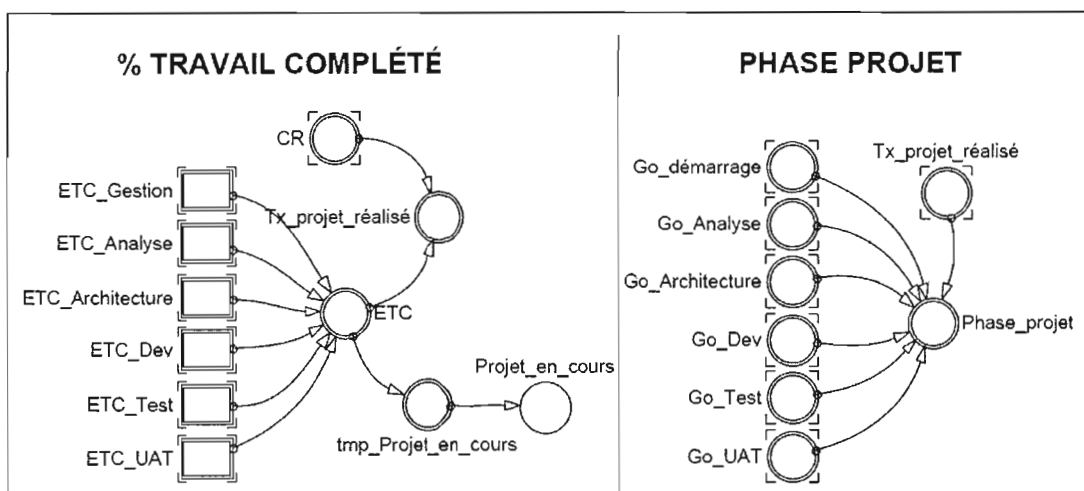 % TRAVAIL COMPLÉTÉ
CR
ETC_Gestion
Tx_projet_réalisé
ETC_Analyse
ETC_Architecture
ETC
ETC_Dev
Projet_en_cours
ETC_Test
tmp_Projet_en_cours
ETC_UAT
PHASE PROJET
Tx_projet_réalisé
Go_démarrage
Go_Analyse
Go_Architecture
Phase_projet
Go_Dev
Go_Test
Go_UAT